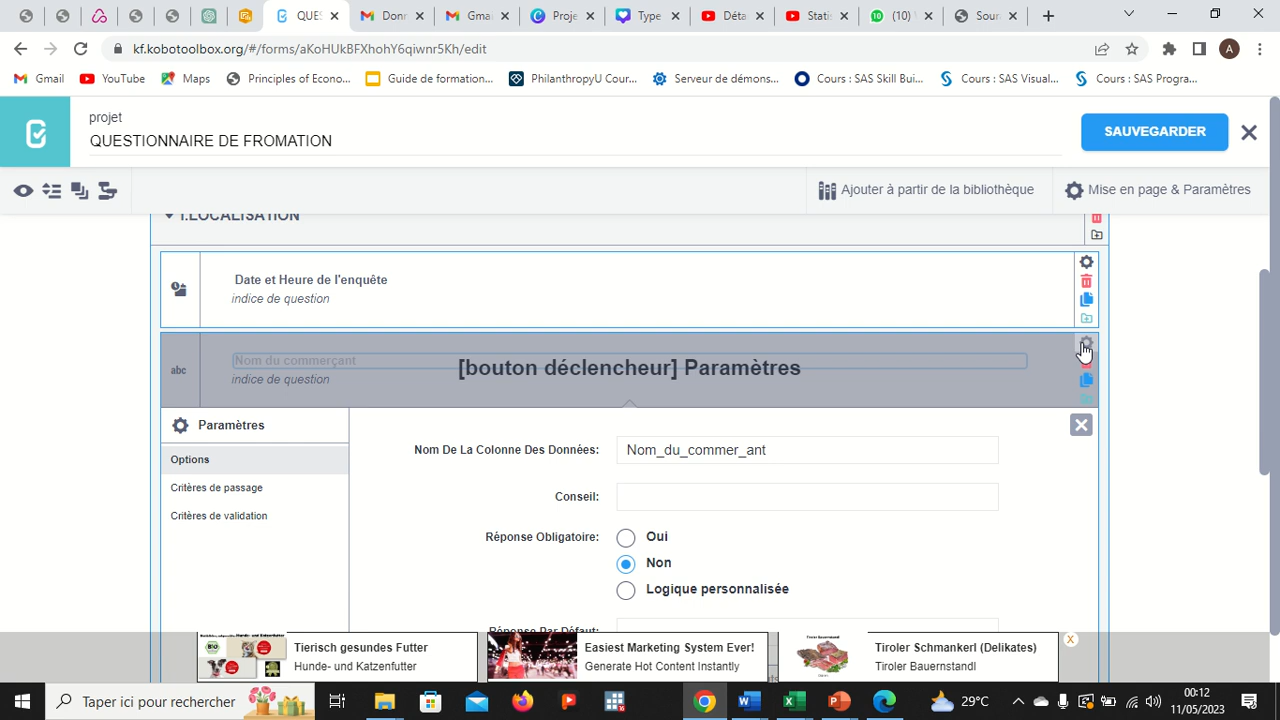 QUES
Donn
Gma
Proje
Type
Déta
Statis
(10) W
Sour
kf.kobotoolbox.org/#/forms/aKoHUkBFXhohY6qiwnr5Kh/edit
A
Gmail
YouTube
Maps
Principles of Econo...
Guide de formation...
PhilanthropyU Cour...
Serveur de démons...
Cours : SAS Skill Bui...
Cours : SAS Visual...
Cours : SAS Progra...
projet
QUESTIONNAIRE DE FROMATION
SAUVEGARDER
Ajouter à partir de la bibliothèque
Mise en page & Paramètres
I.LOCALISATION
Date et Heure de l'enquête
indice de question
abc
Nom du commerçant
indice de question
[bouton déclencheur] Paramètres
Paramètres
Options
Critères de passage
Critères de validation
Nom De La Colonne Des Données:
Nom_du_commer_ant
Conseil:
Réponse Obligatoire:
Oui
Non
Logique personnalisée
Réponse Par Défaut:
Tierisch gesundes Futter
Hunde- und Katzenfutter
Easiest Marketing System Ever!
Generate Hot Content Instantly
Tiroler Schmankerl (Delikates)
Tiroler Bauernstandl
X
Taper ici pour rechercher
29°C
00:12
11/05/2023